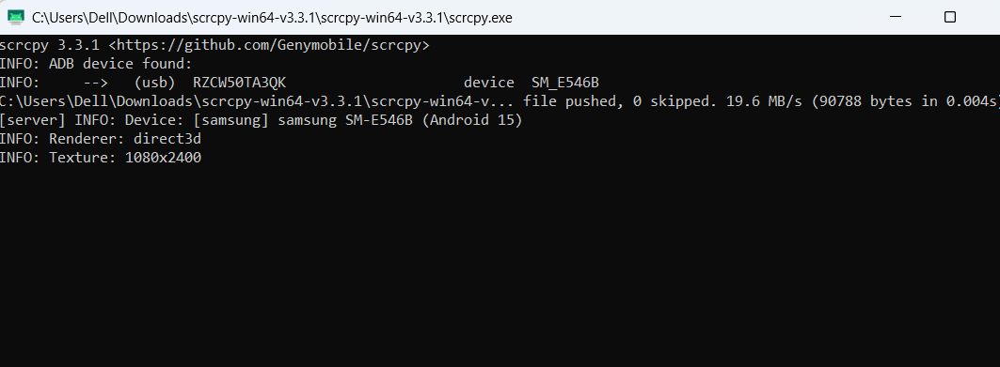 C:\Users\Dell\Downloads\scrcpy-win64-v3.3.1\scrcpy-win64-v3.3.1\scrcpy.exe
scrcpy 3.3.1 <https://github.com/Genymobile/scrcpy>
INFO: ADB device found:
INFO:     -->   (usb)  RZCW50TA3QK                     device  SM_E546B
C:\Users\Dell\Downloads\scrcpy-win64-v3.3.1\scrcpy-win64-v... file pushed, 0 skipped. 19.6 MB/s (90788 bytes in 0.004s)
[server] INFO: Device: [samsung] samsung SM-E546B (Android 15)
INFO: Renderer: direct3d
INFO: Texture: 1080x2400